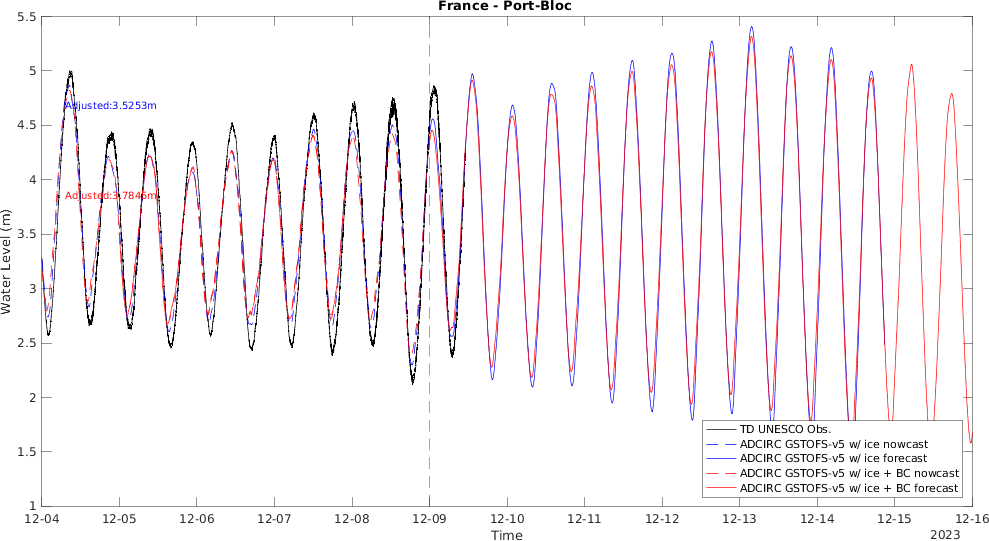 France - Port-Bloc
5.5
5
4.5
4
3.5
3
2.5
2
1.5
1
Water Level (m)
Adjusted:3.5253m
Adjusted:3.7845m
TD UNESCO Obs.
ADCIRC GSTOFS-v5 w/ ice nowcast
ADCIRC GSTOFS-v5 w/ ice forecast
ADCIRC GSTOFS-v5 w/ ice + BC nowcast
ADCIRC GSTOFS-v5 w/ ice + BC forecast
12-04 12-05 12-06 12-07 12-08 12-09 12-10 12-11 12-12 12-13 12-14 12-15 12-16
Time
2023